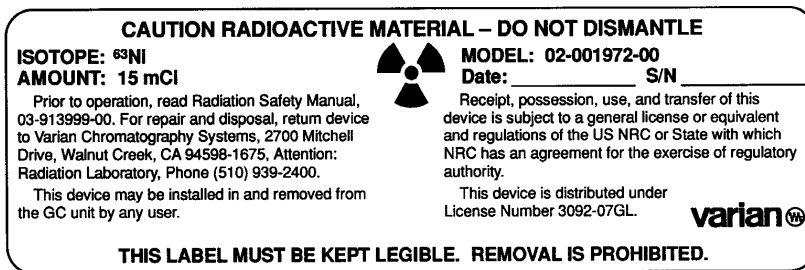 CAUTION RADIOACTIVE MATERIAL – DO NOT DISMANTLE
ISOTOPE: ⁶³Ni
AMOUNT: 15 mCi
Prior to operation, read Radiation Safety Manual,
03-913999-00. For repair and disposal, return device
to Varian Chromatography Systems, 2700 Mitchell
Drive, Walnut Creek, CA 94598-1675, Attention:
Radiation Laboratory, Phone (510) 939-2400.
This device may be installed in and removed from
the GC unit by any user.
MODEL: 02-001972-00
Date: ____________ S/N ____________
Receipt, possession, use, and transfer of this
device is subject to a general license or equivalent
and regulations of the US NRC or State with which
NRC has an agreement for the exercise of regulatory
authority.
This device is distributed under
License Number 3092-07GL.
varian
THIS LABEL MUST BE KEPT LEGIBLE. REMOVAL IS PROHIBITED.